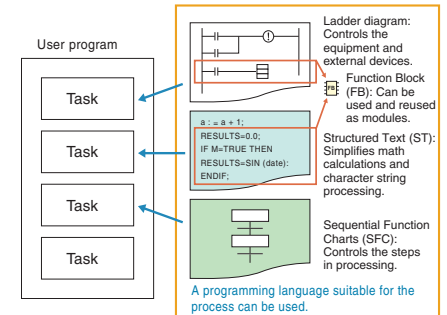 User program
Task
Task
Task
Task
a : = a + 1;
RESULTS=0.0;
IF M=TRUE THEN
RESULTS=SIN (date):
ENDIF;
Ladder diagram:
Controls the
equipment and
external devices.
FB
Function Block
(FB): Can be
used and reused
as modules.
Structured Text (ST):
Simplifies math
calculations and
character string
processing.
Sequential Function
Charts (SFC):
Controls the steps
in processing.
A programming language suitable for the
process can be used.